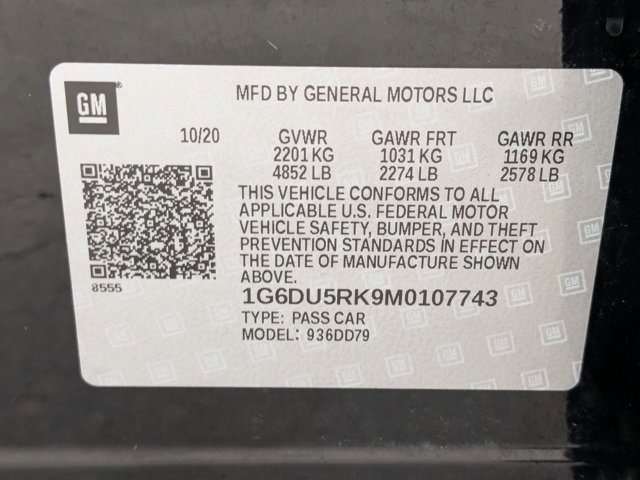 GM
MFD BY GENERAL MOTORS LLC
10/20 GVWR GAWR FRT GAWR RR
2201 KG 1031 KG 1169 KG
4852 LB 2274 LB 2578 LB
THIS VEHICLE CONFORMS TO ALL
APPLICABLE U.S. FEDERAL MOTOR
VEHICLE SAFETY, BUMPER, AND THEFT
PREVENTION STANDARDS IN EFFECT ON
THE DATE OF MANUFACTURE SHOWN
ABOVE.
8555
1G6DU5RK9M0107743
TYPE: PASS CAR
MODEL: 936DD79